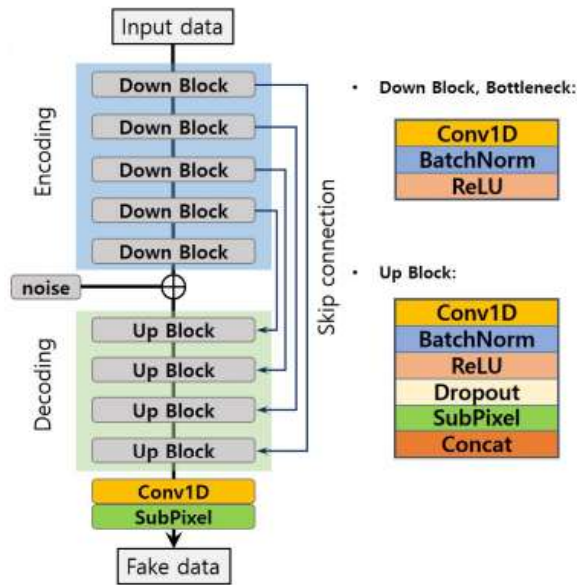 Input data
Encoding
Down Block
Down Block
Down Block
Down Block
Down Block
noise
Skip connection
Decoding
Up Block
Up Block
Up Block
Up Block
Conv1D
SubPixel
Fake data
• Down Block, Bottleneck:
Conv1D
BatchNorm
ReLU
• Up Block:
Conv1D
BatchNorm
ReLU
Dropout
SubPixel
Concat